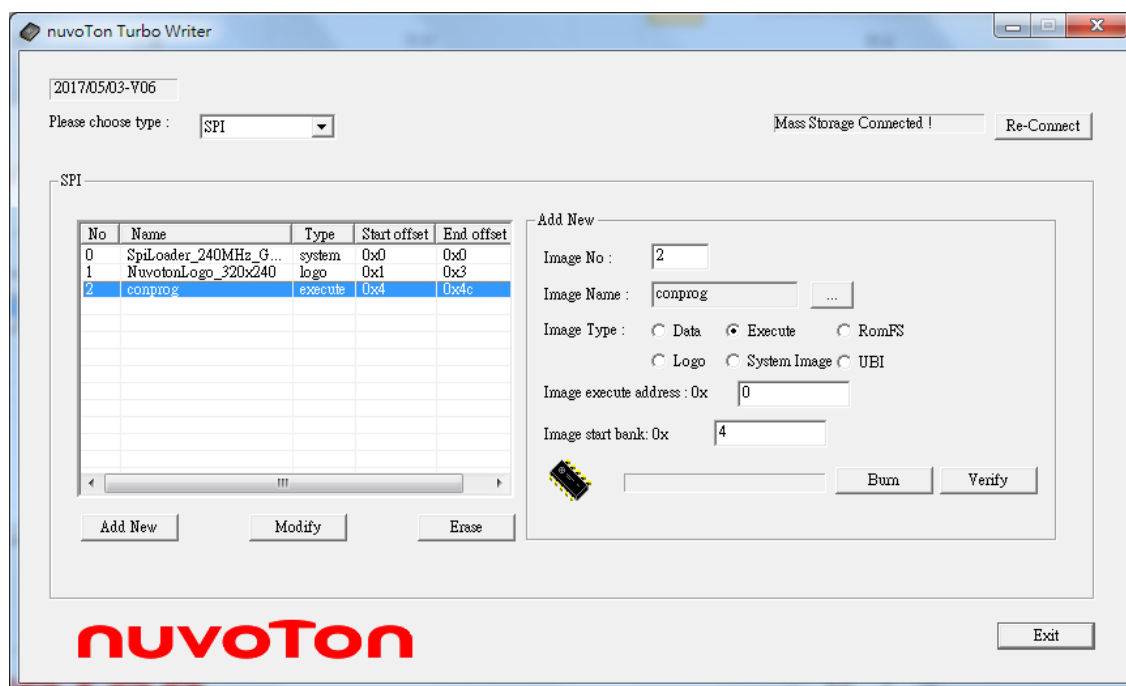 nuvoTon Turbo Writer
2017/05/03-V06
Please choose type : SPI
Mass Storage Connected ! Re-Connect
SPI
No Name Type Start offset End offset
0 SpiLoader_240MHz_G... system 0x0 0x0
1 NuvotonLogo_320x240 logo 0x1 0x3
2 conprog execute 0x4 0x4c
Add New Modify Erase
Add New
Image No : 2
Image Name : conprog ...
Image Type : Data Execute RomFS
Logo System Image UBI
Image execute address : 0x 0
Image start bank: 0x 4
Burn Verify
nuvoTon
Exit